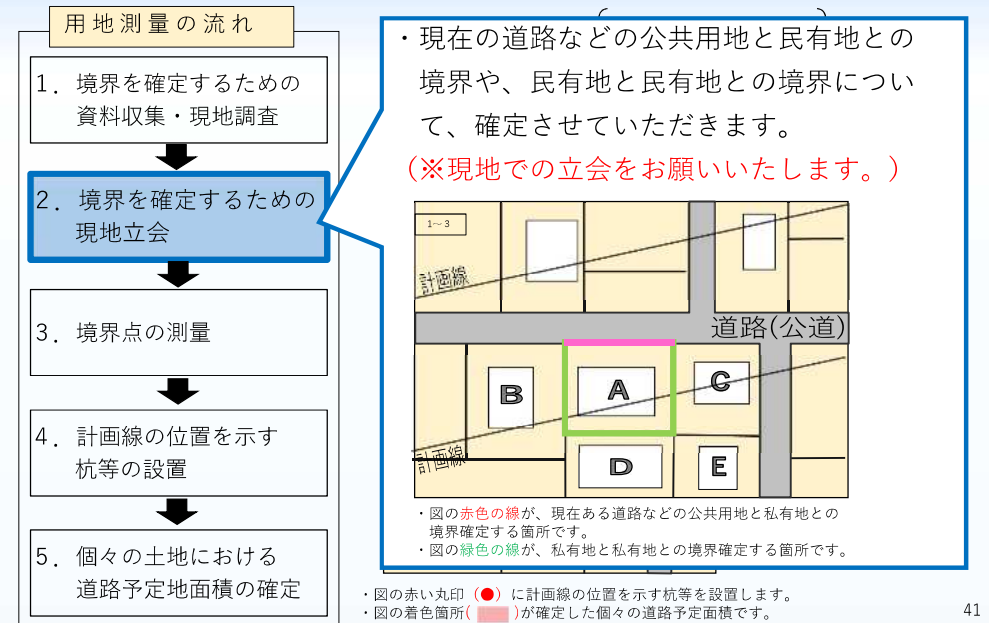 用地測量の流れ
1．境界を確定するための
資料収集・現地調査
2．境界を確定するための
現地立会
3．境界点の測量
4．計画線の位置を示す
杭等の設置
5．個々の土地における
道路予定地面積の確定
・現在の道路などの公共用地と民有地との
境界や、民有地と民有地との境界につい
て、確定させていただきます。
(※現地での立会をお願いいたします。)
1～3
計画線
道路(公道)
B
A
C
計画線
D
E
・図の赤色の線が、現在ある道路などの公共用地と私有地との
境界確定する箇所です。
・図の緑色の線が、私有地と私有地との境界確定する箇所です。
・図の赤い丸印（●）に計画線の位置を示す杭等を設置します。
・図の着色箇所( )が確定した個々の道路予定面積です。
41